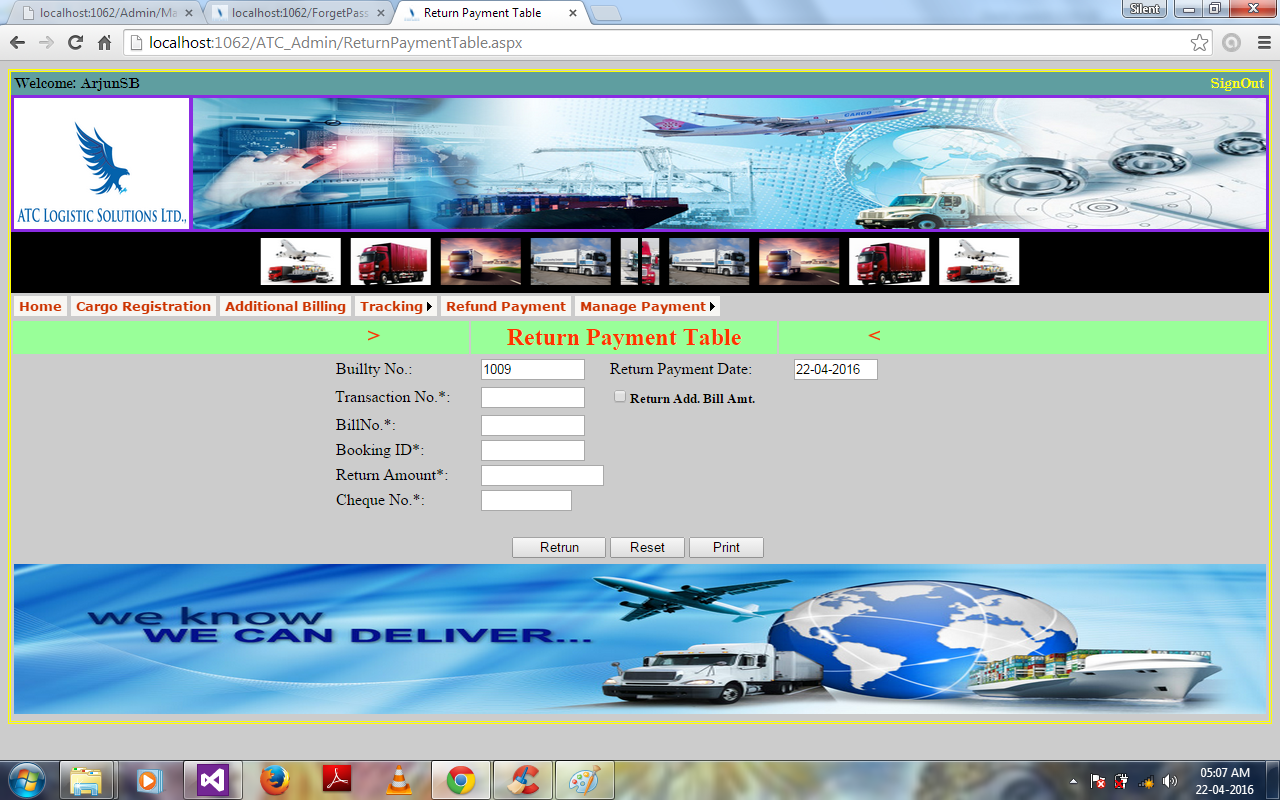 localhost:1062/Admin/Ma
localhost:1062/ForgetPass
Return Payment Table
Silent
localhost:1062/ATC_Admin/ReturnPaymentTable.aspx
Welcome: ArjunSB
SignOut
CARGO
ATC LOGISTIC SOLUTIONS LTD.,
Home Cargo Registration Additional Billing Tracking Refund Payment Manage Payment
> Return Payment Table <
Builty No.: 1009 Return Payment Date: 22-04-2016
Transaction No.*: Return Add. Bill Amt.
BillNo.*:
Booking ID*:
Return Amount*:
Cheque No.*:
Retrun Reset Print
we know
WE CAN DELIVER...
05:07 AM
22-04-2016